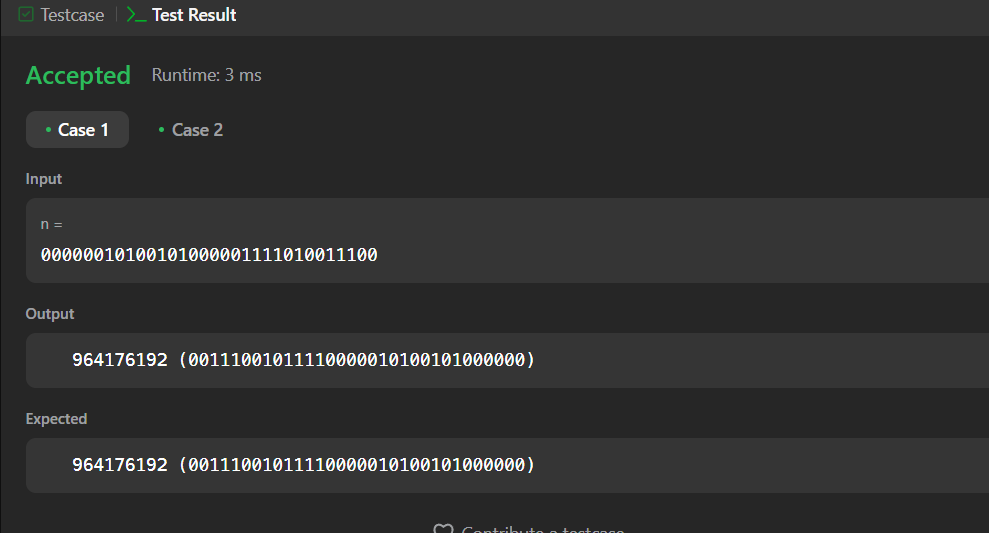 Testcase | >_ Test Result
Accepted Runtime: 3 ms
• Case 1 • Case 2
Input
n =
00000010100101000001111010011100
Output
964176192 (00111001011110000010100101000000)
Expected
964176192 (00111001011110000010100101000000)
Contribute a testcase